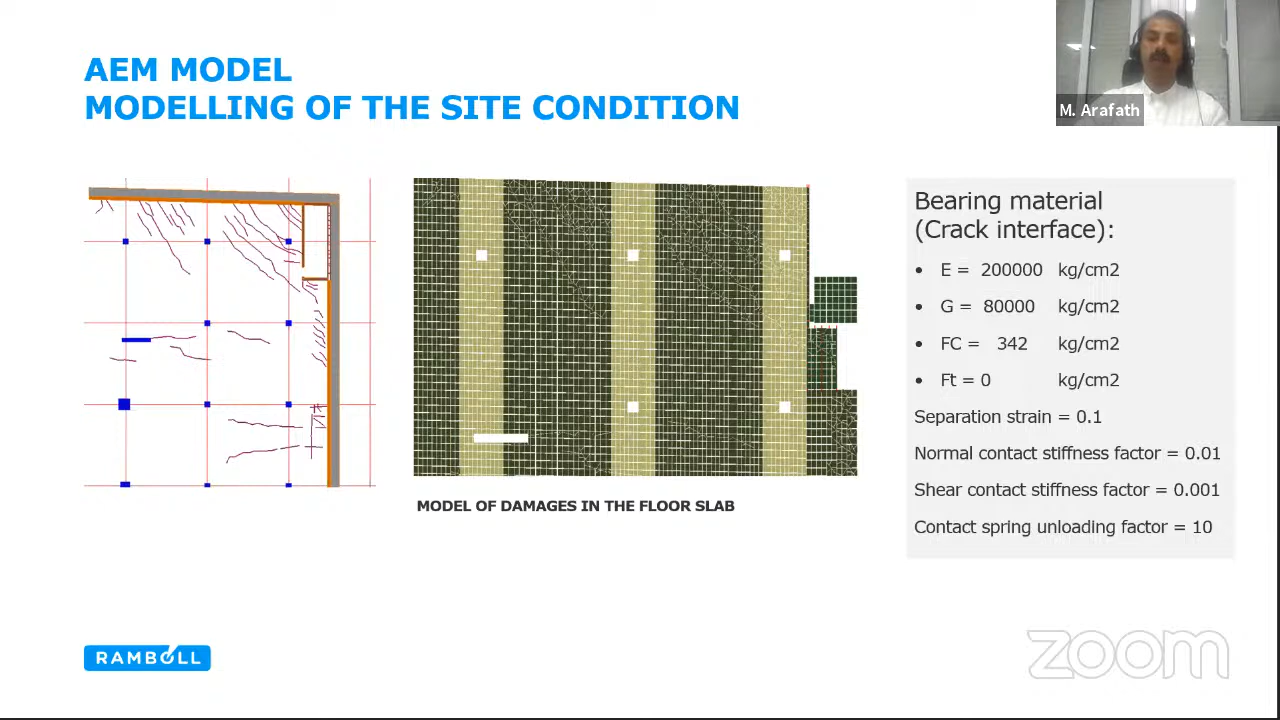 AEM MODEL
MODELLING OF THE SITE CONDITION
M. Arafath
Bearing material
(Crack interface):
• E = 200000 kg/cm2
• G = 80000 kg/cm2
• FC = 342 kg/cm2
• Ft = 0 kg/cm2
Separation strain = 0.1
Normal contact stiffness factor = 0.01
Shear contact stiffness factor = 0.001
Contact spring unloading factor = 10
MODEL OF DAMAGES IN THE FLOOR SLAB
RAMBOLL
zoom